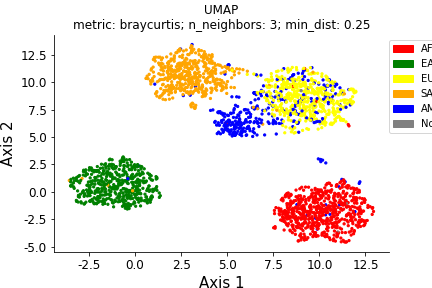 UMAP
metric: braycurtis; n_neighbors: 3; min_dist: 0.25
12.5
10.0
7.5
5.0
2.5
0.0
-2.5
-5.0
Axis 2
-2.5
0.0
2.5
5.0
7.5
10.0
12.5
Axis 1
AF
EA
EU
SA
AM
No